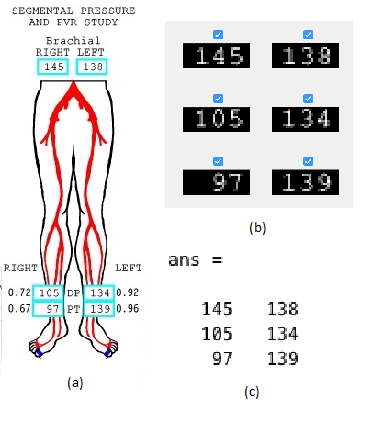 SEGMENTAL PRESSURE
AND PVR STUDY
Brachial
RIGHT LEFT
145 138
RIGHT LEFT
0.72 105 DP 134 0.92
0.67 97 PT 139 0.96
(a)
145 138
105 134
97 139
(b)
ans =
145 138
105 134
97 139
(c)